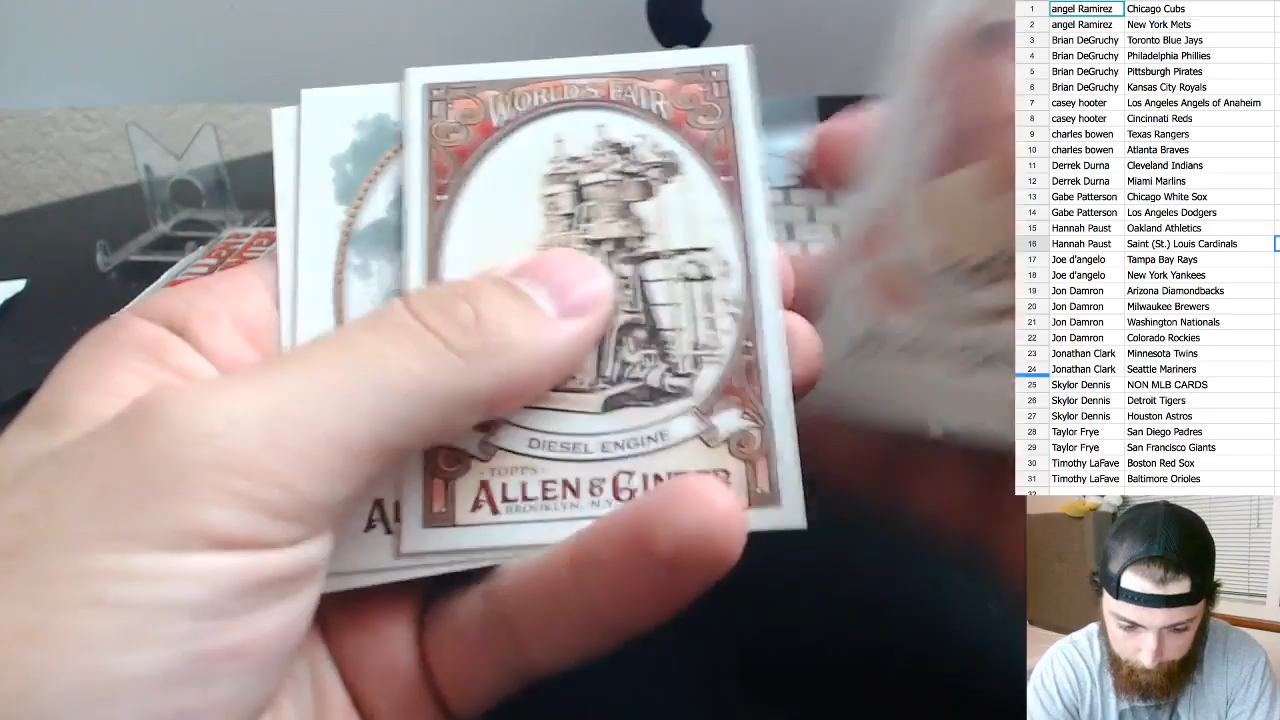 WORLD'S FAIR
DIESEL ENGINE
TOPPS
ALLEN &
BROOKLYN, N.Y.
1 angel Ramirez Chicago Cubs
2 angel Ramirez New York Mets
3 Brian DeGruchy Toronto Blue Jays
4 Brian DeGruchy Philadelphia Phillies
5 Brian DeGruchy Pittsburgh Pirates
6 Brian DeGruchy Kansas City Royals
7 casey hooter Los Angeles Angels of Anaheim
8 casey hooter Cincinnati Reds
9 charles bowen Texas Rangers
10 charles bowen Atlanta Braves
11 Derrek Durna Cleveland Indians
12 Derrek Durna Miami Marlins
13 Gabe Patterson Chicago White Sox
14 Gabe Patterson Los Angeles Dodgers
15 Hannah Paust Oakland Athletics
16 Hannah Paust Saint (St.) Louis Cardinals
17 Joe d'angelo Tampa Bay Rays
18 Joe d'angelo New York Yankees
19 Jon Damron Arizona Diamondbacks
20 Jon Damron Milwaukee Brewers
21 Jon Damron Washington Nationals
22 Jon Damron Colorado Rockies
23 Jonathan Clark Minnesota Twins
24 Jonathan Clark Seattle Mariners
25 Skylor Dennis NON MLB CARDS
26 Skylor Dennis Detroit Tigers
27 Skylor Dennis Houston Astros
28 Taylor Frye San Diego Padres
29 Taylor Frye San Francisco Giants
30 Timothy LaFave Boston Red Sox
31 Timothy LaFave Baltimore Orioles